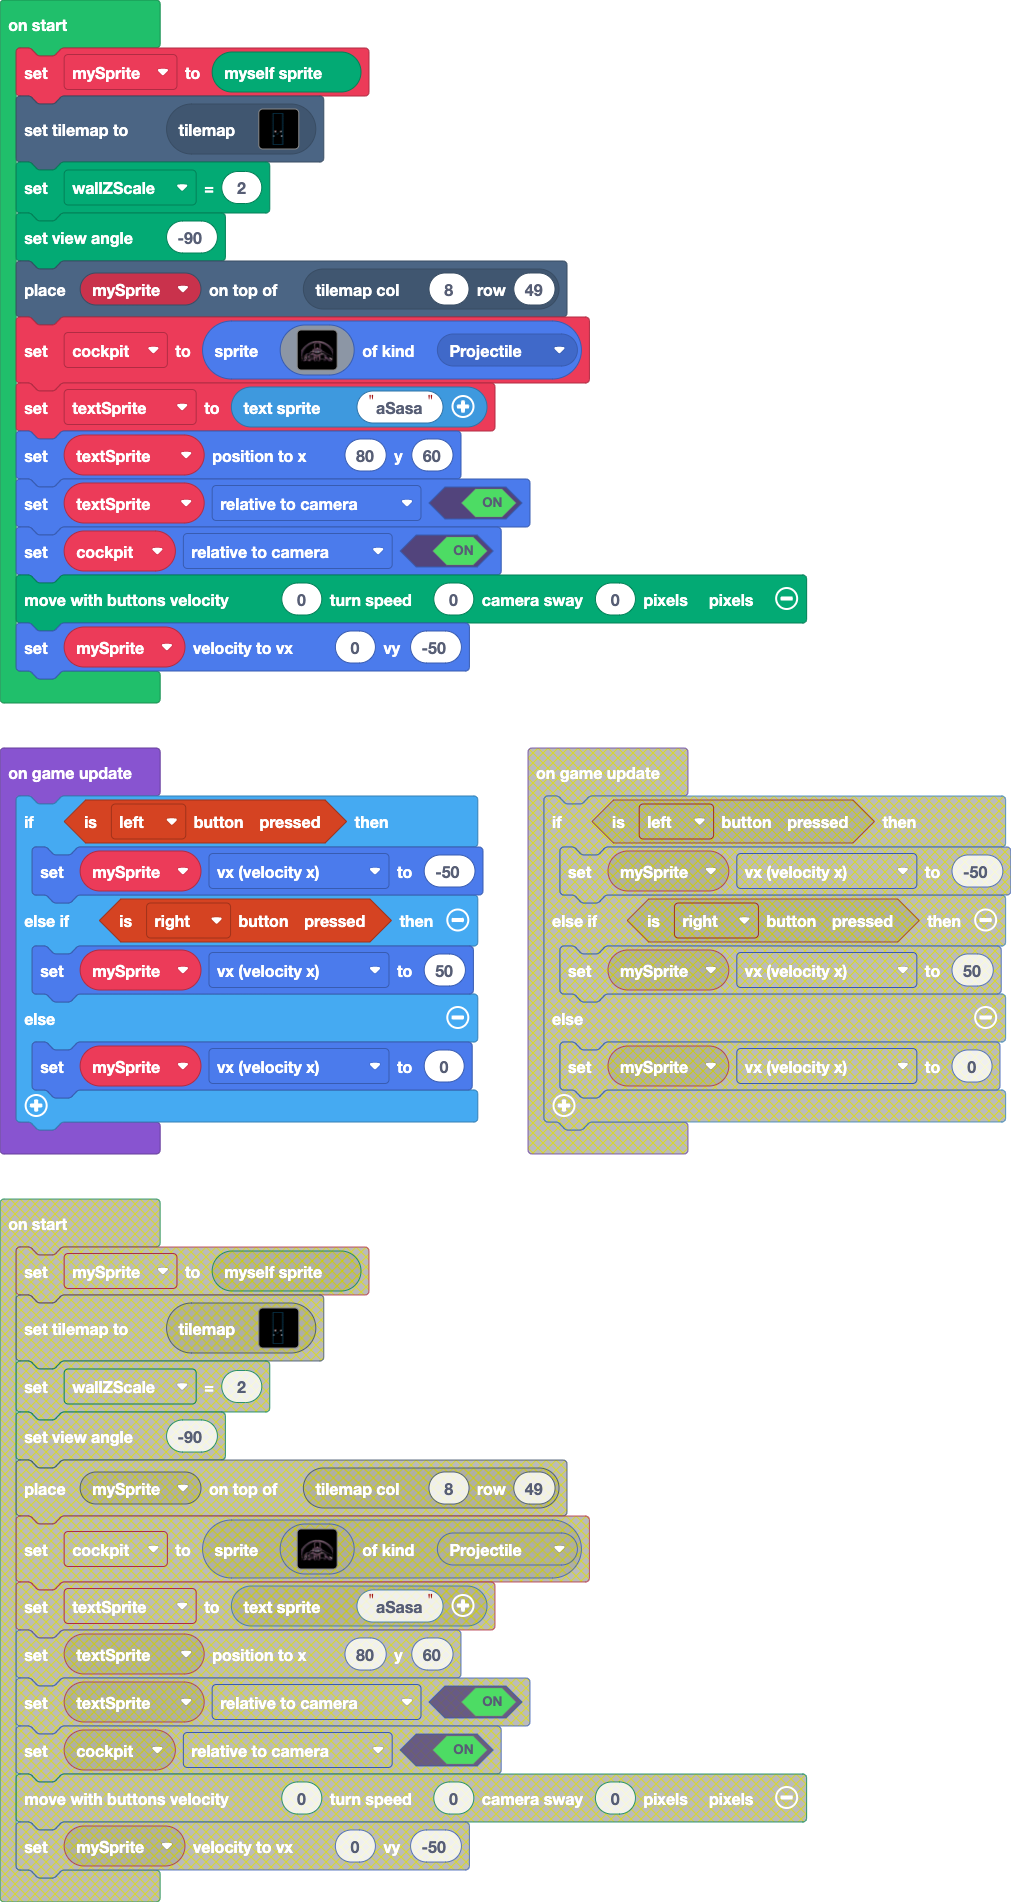 on start
set mySprite to myself sprite
set tilemap to tilemap
set wallZScale = 2
set view angle -90
place mySprite on top of tilemap col 8 row 49
set cockpit to sprite of kind Projectile
set textSprite to text sprite "aSasa"
set textSprite position to x 80 y 60
set textSprite relative to camera ON
set cockpit relative to camera ON
move with buttons velocity 0 turn speed 0 camera sway 0 pixels pixels
set mySprite velocity to vx 0 vy -50
on game update
if is left button pressed then
set mySprite vx (velocity x) to -50
else if is right button pressed then
set mySprite vx (velocity x) to 50
else
set mySprite vx (velocity x) to 0
on game update
if is left button pressed then
set mySprite vx (velocity x) to -50
else if is right button pressed then
set mySprite vx (velocity x) to 50
else
set mySprite vx (velocity x) to 0
on start
set mySprite to myself sprite
set tilemap to tilemap
set wallZScale = 2
set view angle -90
place mySprite on top of tilemap col 8 row 49
set cockpit to sprite of kind Projectile
set textSprite to text sprite "aSasa"
set textSprite position to x 80 y 60
set textSprite relative to camera ON
set cockpit relative to camera ON
move with buttons velocity 0 turn speed 0 camera sway 0 pixels pixels
set mySprite velocity to vx 0 vy -50